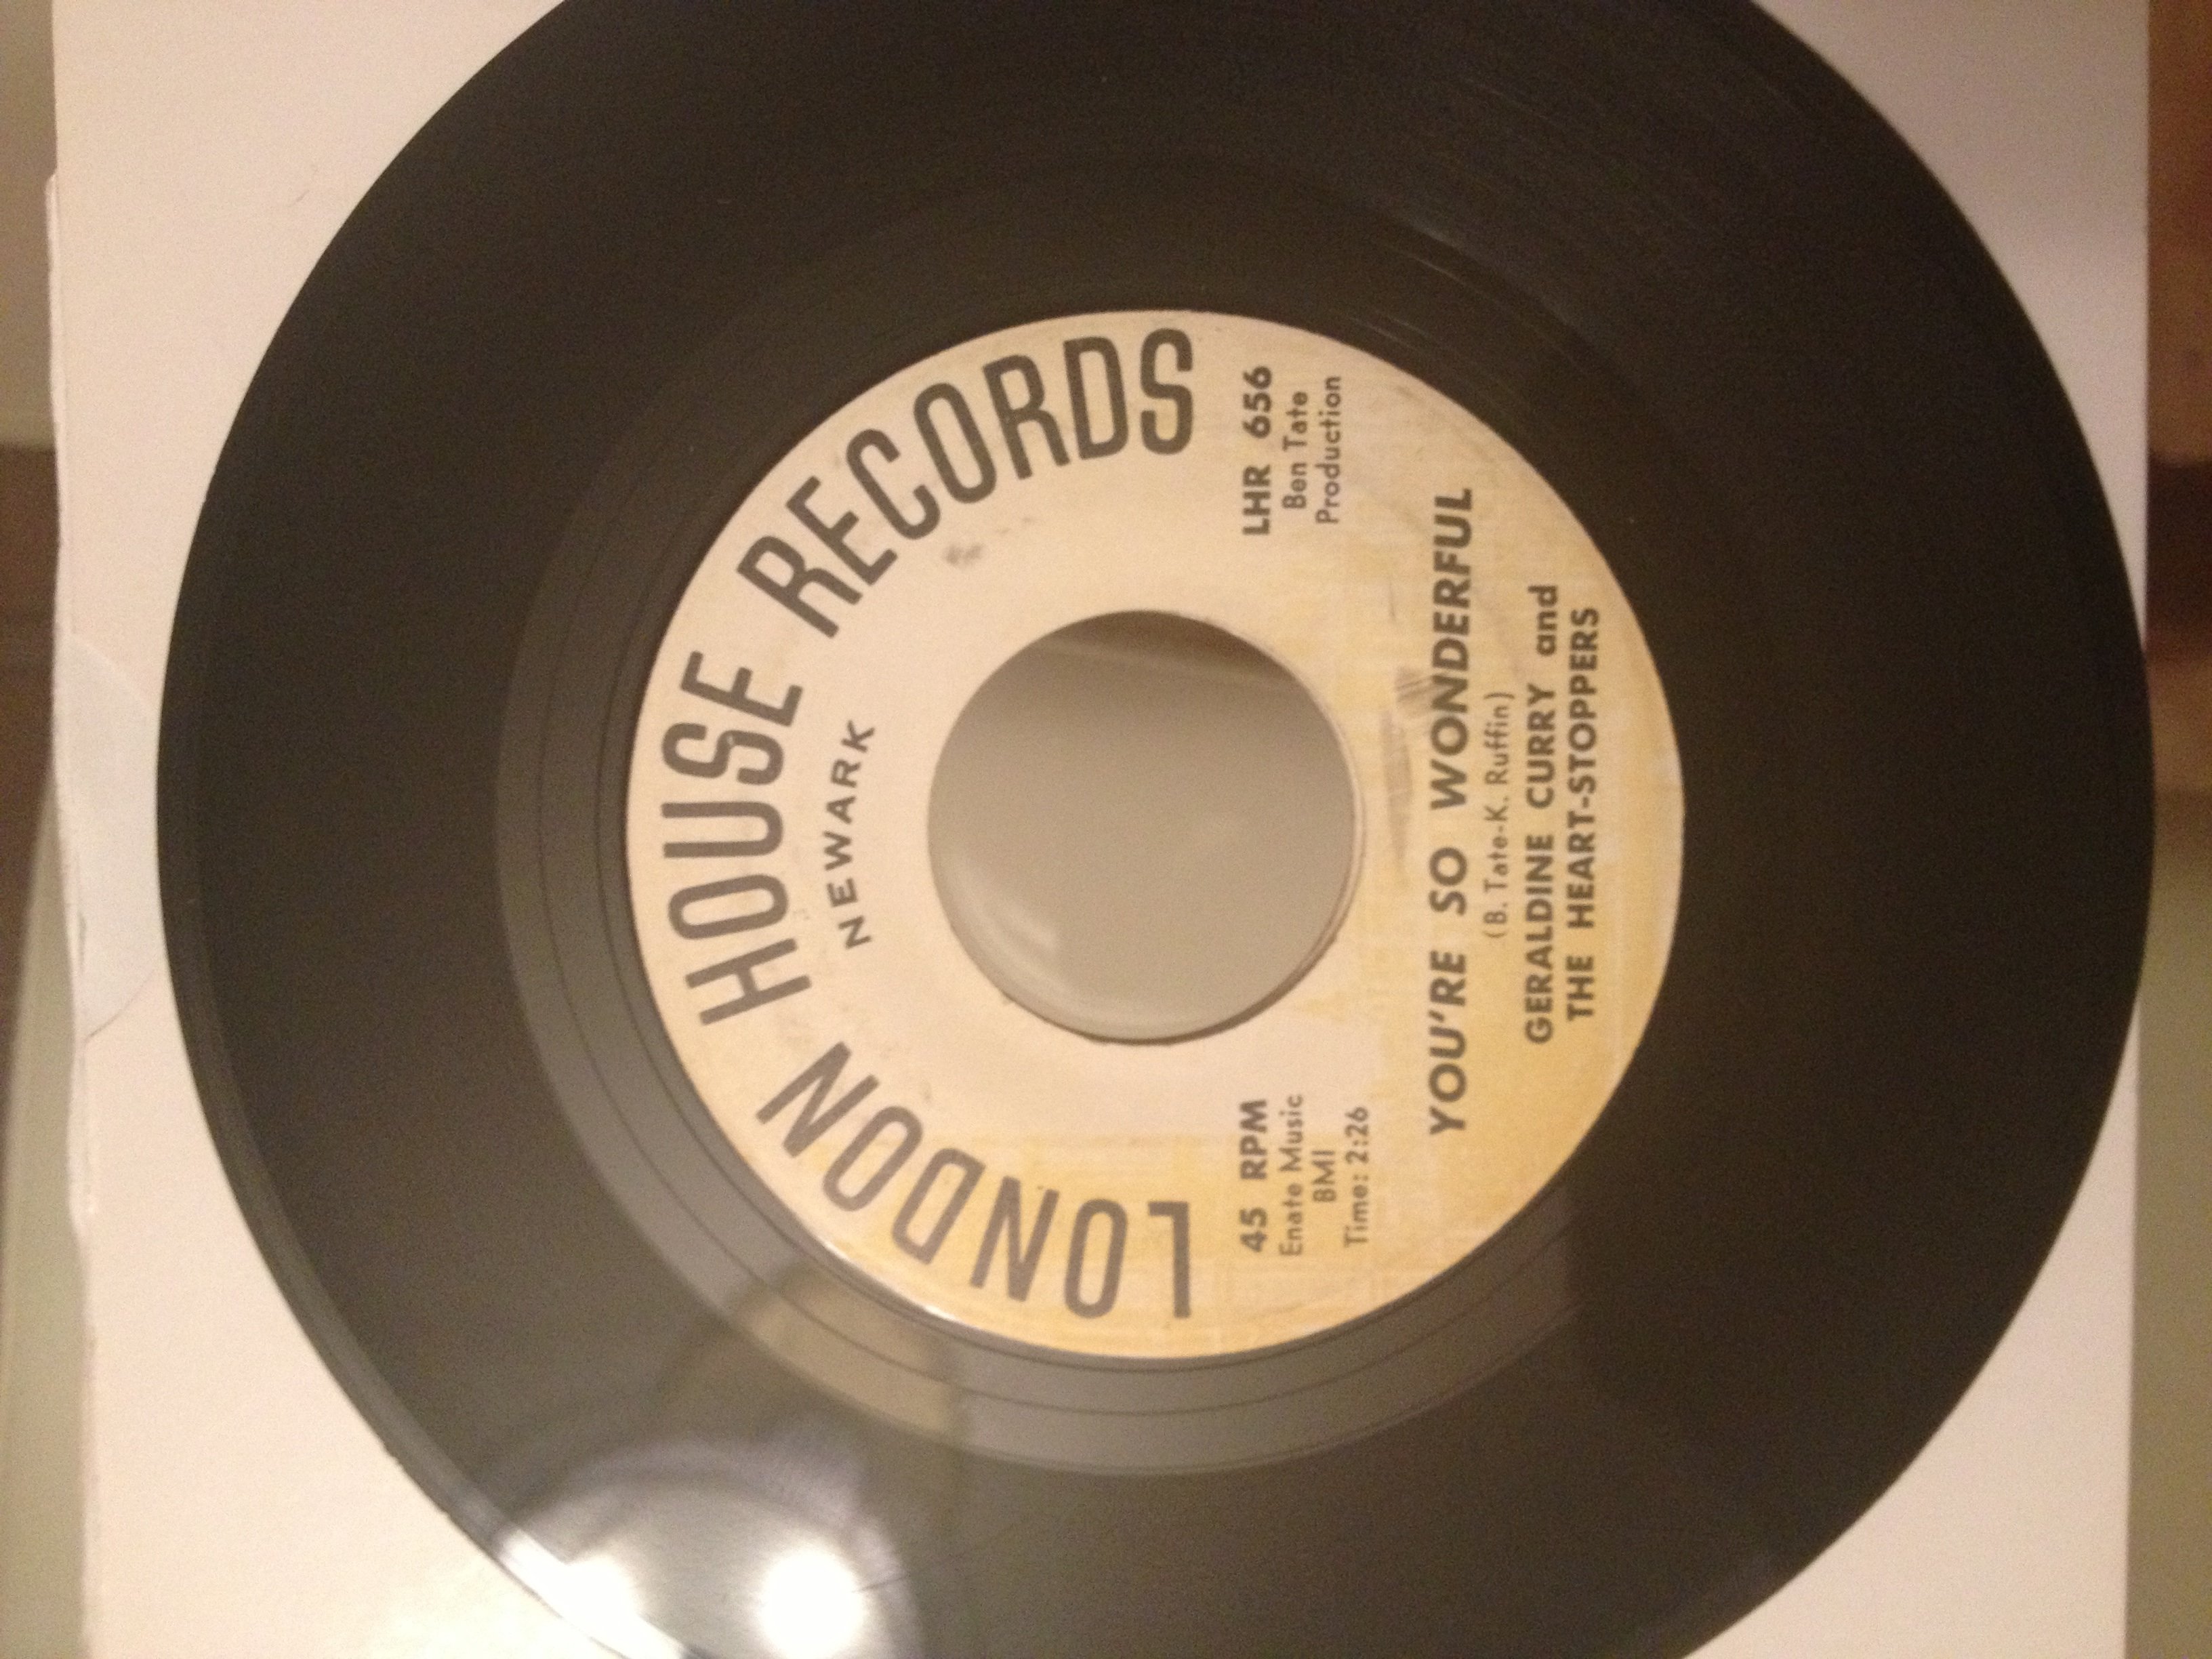 LONDON HOUSE RECORDS
NEWARK
45 RPM
Enate Music
BMI
Time: 2:26
LHR 656
Ben Tate
Production
YOU'RE SO WONDERFUL
(B. Tate-K. Ruffin)
GERALDINE CURRY and
THE HEART-STOPPERS